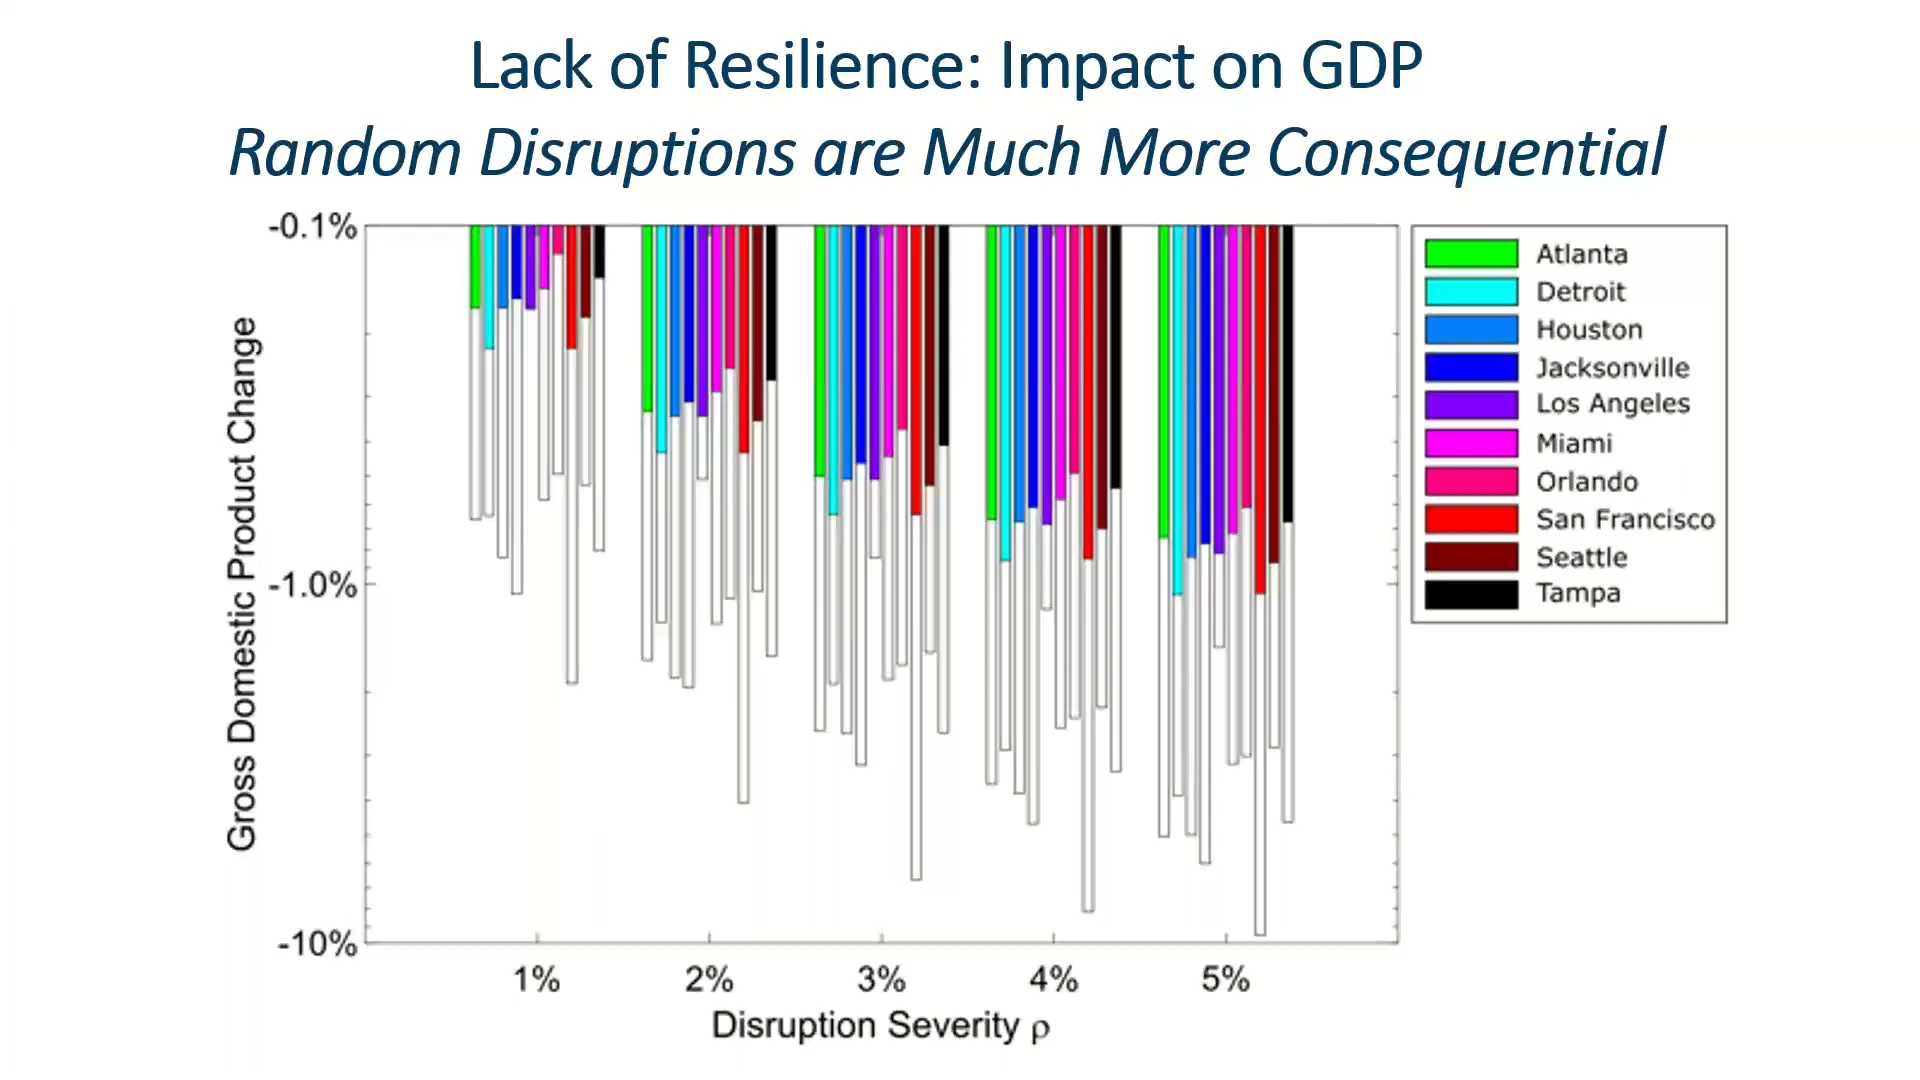 Lack of Resilience: Impact on GDP
Random Disruptions are Much More Consequential
-0.1%
-1.0%
-10%
Gross Domestic Product Change
1% 2% 3% 4% 5%
Disruption Severity ρ
Atlanta
Detroit
Houston
Jacksonville
Los Angeles
Miami
Orlando
San Francisco
Seattle
Tampa